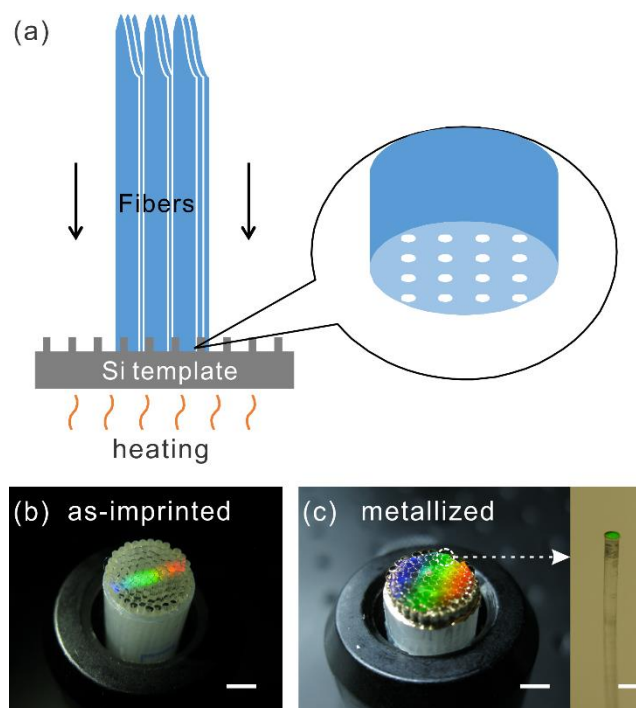 (a)
Fibers
Si template
heating
(b) as-imprinted
(c) metallized